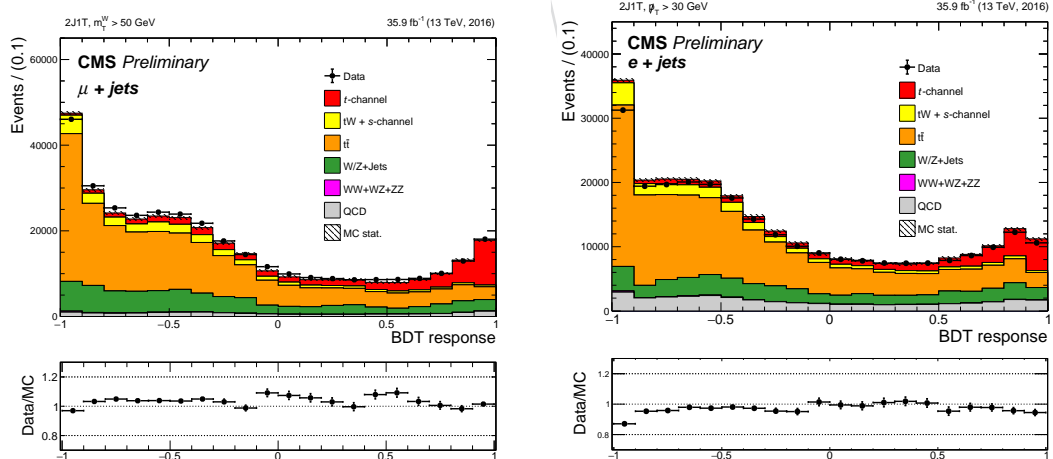 2J1T, m_T^W > 50 GeV
35.9 fb⁻¹ (13 TeV, 2016)
Events / (0.1)
60000
40000
20000
0
CMS Preliminary
μ + jets
Data
t-channel
tW + s-channel
tt̄
W/Z+Jets
WW+WZ+ZZ
QCD
MC stat.
−1 −0.5 0 0.5 1
BDT response
Data/MC
1.2
1
0.8
−1 −0.5 0 0.5 1
2J1T, p̸_T > 30 GeV
35.9 fb⁻¹ (13 TeV, 2016)
Events / (0.1)
40000
30000
20000
10000
0
CMS Preliminary
e + jets
Data
t-channel
tW + s-channel
tt̄
W/Z+Jets
WW+WZ+ZZ
QCD
MC stat.
−1 −0.5 0 0.5 1
BDT response
Data/MC
1.2
1
0.8
−1 −0.5 0 0.5 1